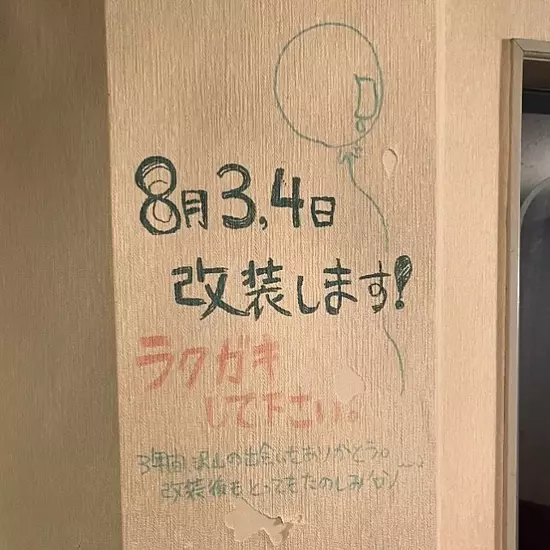 8月3,4日
改装します!
ラクガキ
して下さい。
3年間 沢山の出会いをありがとう。
改装後もとってもたのしみ